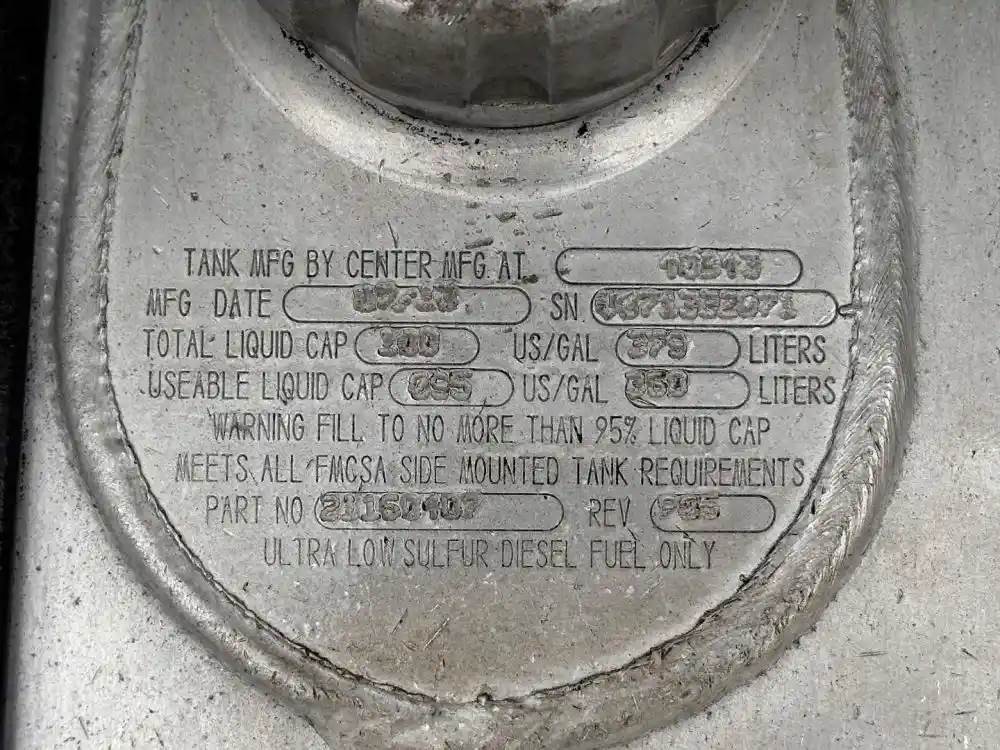 TANK MFG BY CENTER MFG. AT 10513
MFG DATE SN.
TOTAL LIQUID CAP 100 US/GAL 379 LITERS
USEABLE LIQUID CAP 095 US/GAL 360 LITERS
WARNING FILL TO NO MORE THAN 95% LIQUID CAP
MEETS ALL FMCSA SIDE MOUNTED TANK REQUIREMENTS
PART NO REV
ULTRA LOW SULFUR DIESEL FUEL ONLY